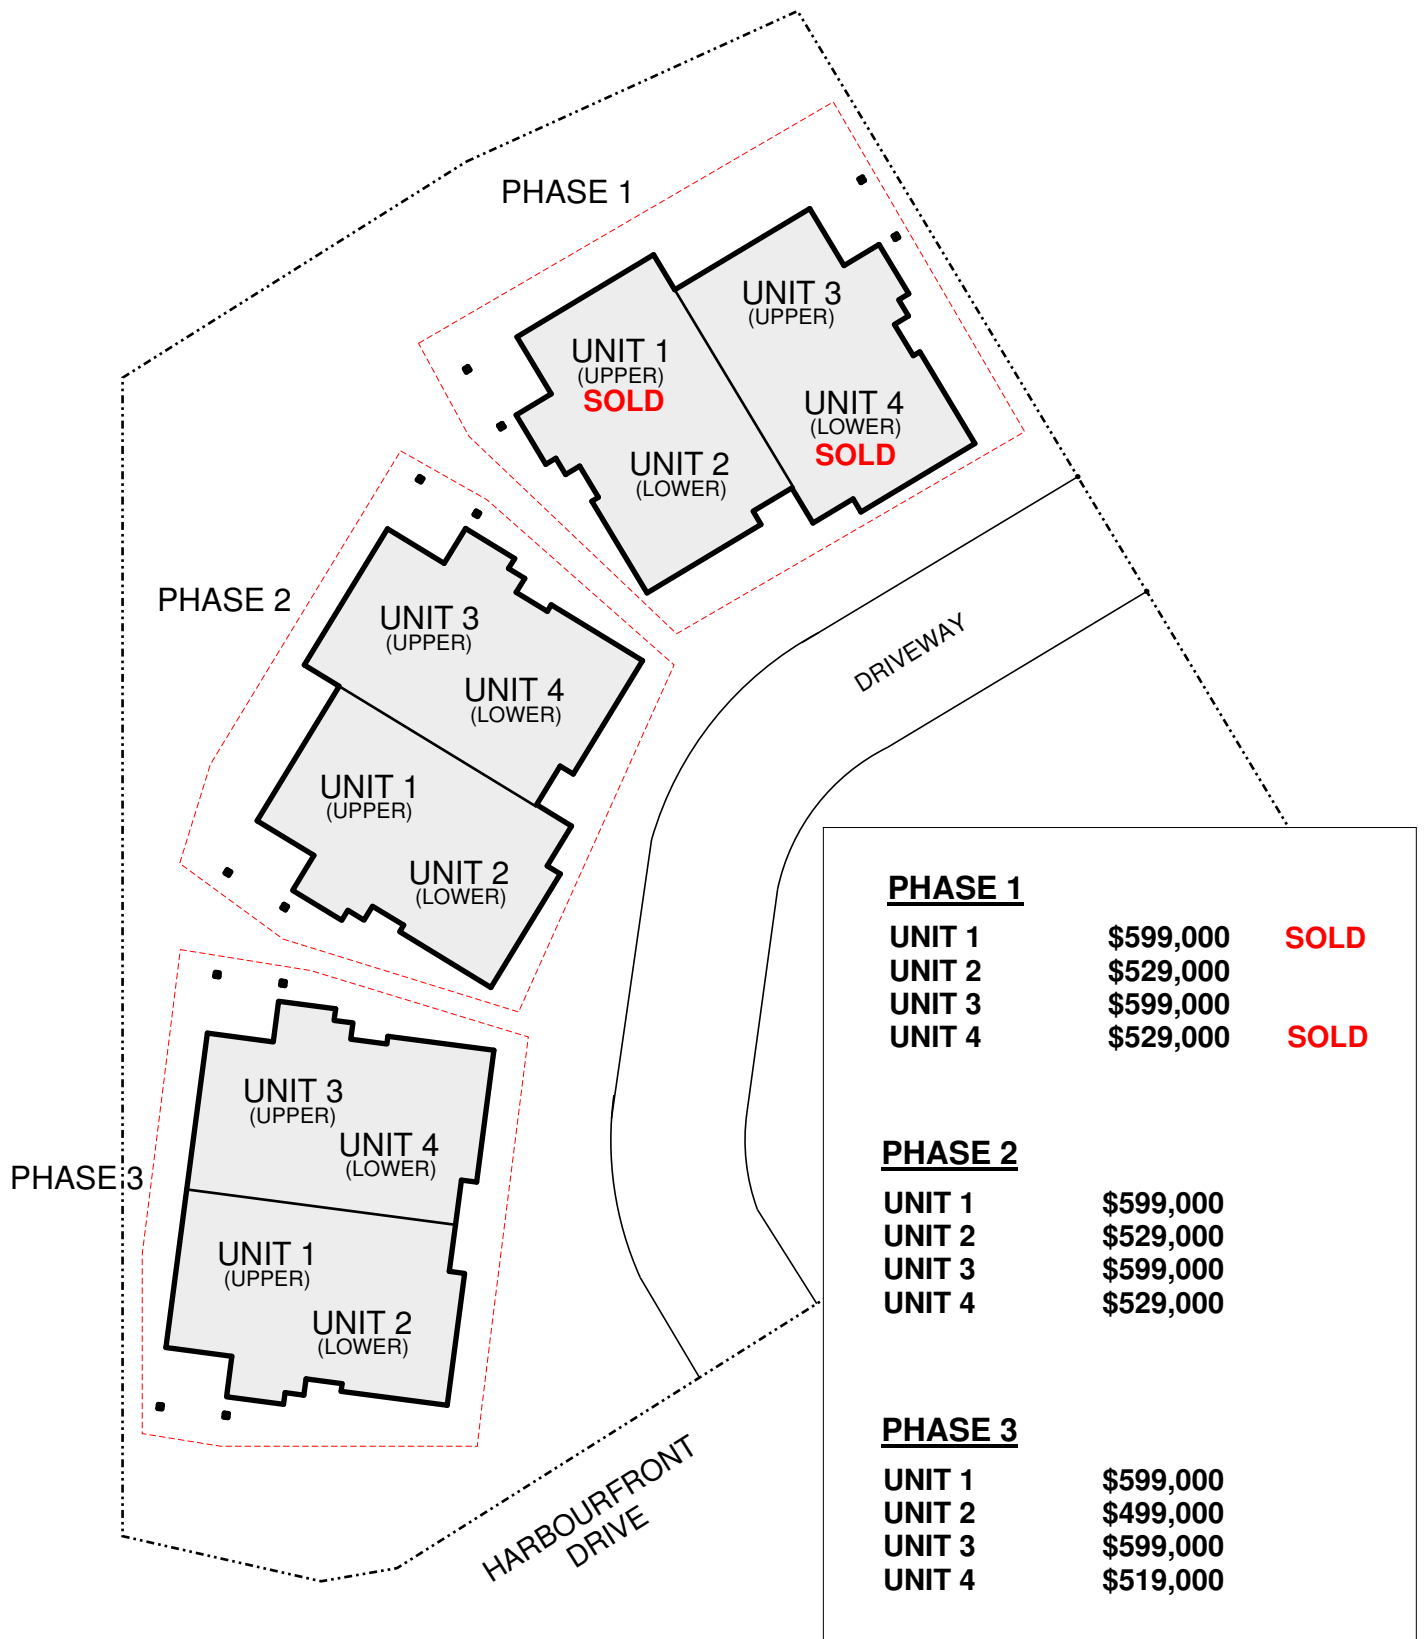 PHASE 1
UNIT 3
(UPPER)
UNIT 1
(UPPER)
SOLD
UNIT 4
(LOWER)
SOLD
UNIT 2
(LOWER)
PHASE 2
UNIT 3
(UPPER)
UNIT 4
(LOWER)
UNIT 1
(UPPER)
UNIT 2
(LOWER)
DRIVEWAY
PHASE 3
UNIT 3
(UPPER)
UNIT 4
(LOWER)
UNIT 1
(UPPER)
UNIT 2
(LOWER)
HARBOURFRONT
DRIVE
PHASE 1
UNIT 1 $599,000 SOLD
UNIT 2 $529,000
UNIT 3 $599,000
UNIT 4 $529,000 SOLD
PHASE 2
UNIT 1 $599,000
UNIT 2 $529,000
UNIT 3 $599,000
UNIT 4 $529,000
PHASE 3
UNIT 1 $599,000
UNIT 2 $499,000
UNIT 3 $599,000
UNIT 4 $519,000